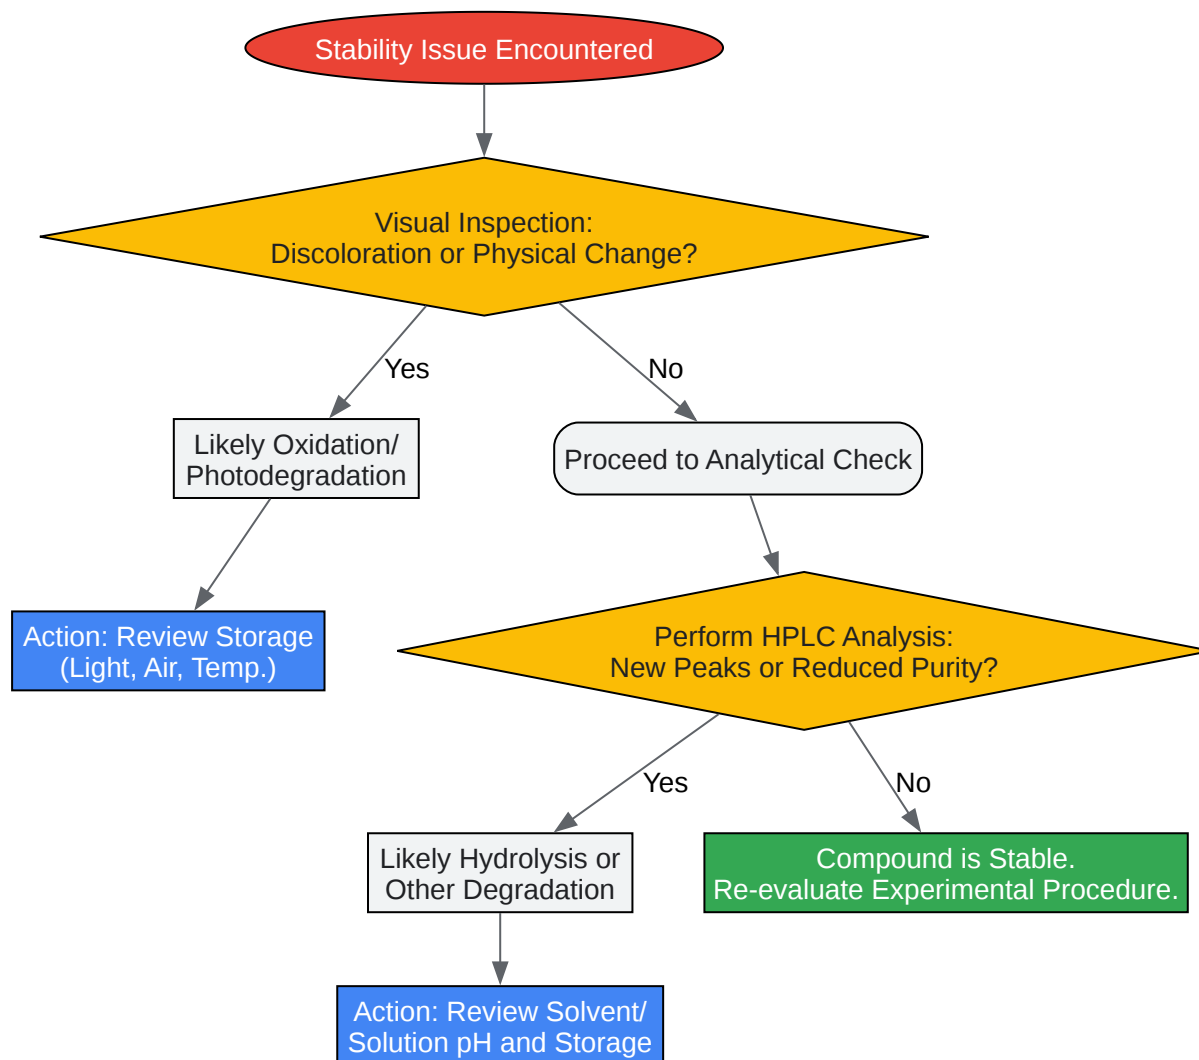 Stability Issue Encountered
Visual Inspection:
Discoloration or Physical Change?
Yes
No
Likely Oxidation/
Photodegradation
Proceed to Analytical Check
Action: Review Storage
(Light, Air, Temp.)
Perform HPLC Analysis:
New Peaks or Reduced Purity?
Yes
No
Likely Hydrolysis or
Other Degradation
Compound is Stable.
Re-evaluate Experimental Procedure.
Action: Review Solvent/
Solution pH and Storage